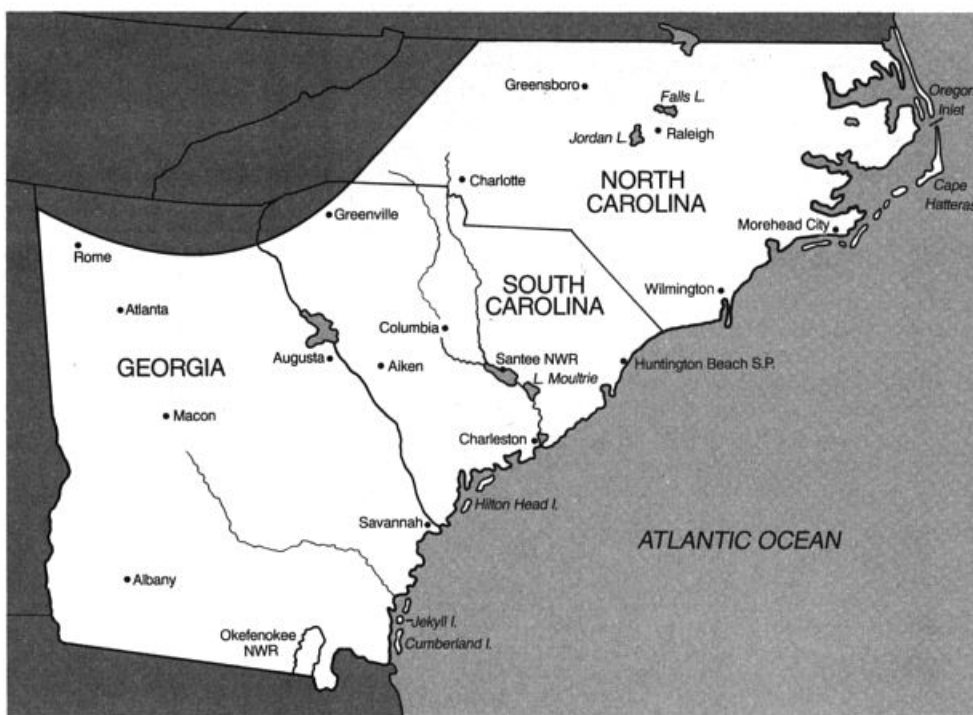 Greensboro
Falls L.
Oregon
Inlet
Jordan L.
Raleigh
Charlotte
NORTH
CAROLINA
Cape
Hatteras
Greenville
Morehead City
Rome
SOUTH
CAROLINA
Wilmington
Atlanta
Columbia
GEORGIA
Augusta
Aiken
Santee NWR
Huntington Beach S.P.
L. Moultrie
Macon
Charleston
Hilton Head I.
Savannah
ATLANTIC OCEAN
Albany
Jekyll I.
Okefenokee
NWR
Cumberland I.